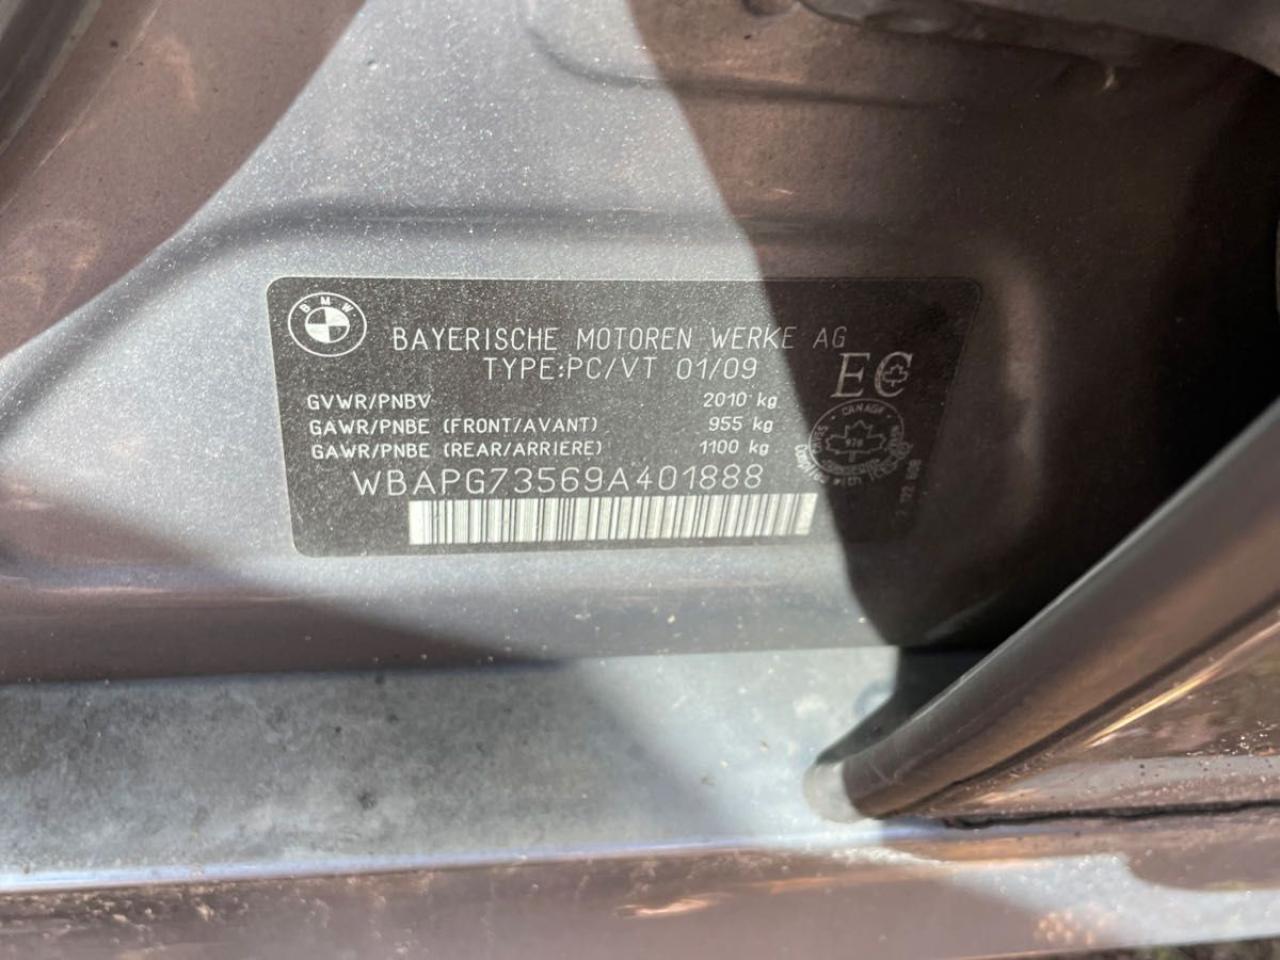 BMW
BAYERISCHE MOTOREN WERKE AG
TYPE:PC/VT 01/09
EC
GVWR/PNBV 2010 kg
GAWR/PNBE (FRONT/AVANT) 955 kg
GAWR/PNBE (REAR/ARRIERE) 1100 kg
CANADA
WBAPG73569A401888